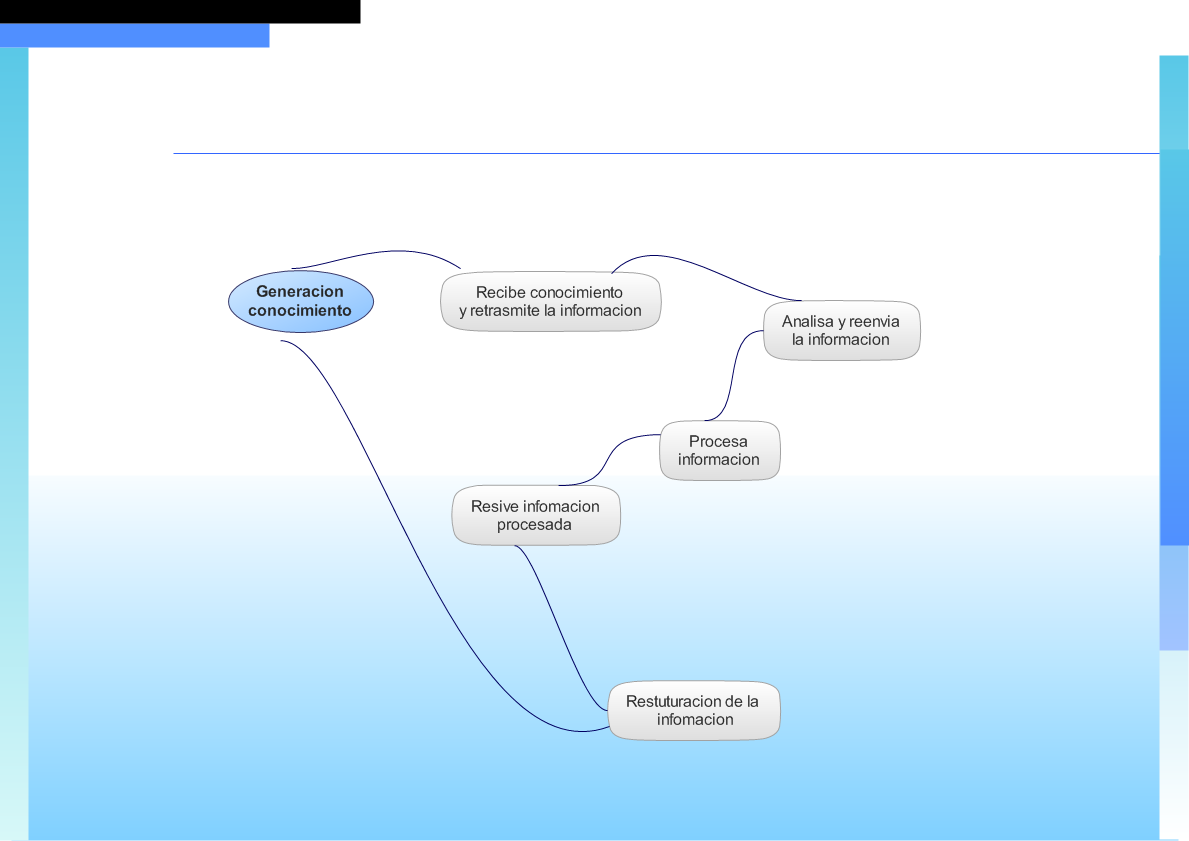 Generacion
conocimiento
Recibe conocimiento
y retrasmite la informacion
Analisa y reenvia
la informacion
Procesa
informacion
Resive infomacion
procesada
Restuturacion de la
infomacion